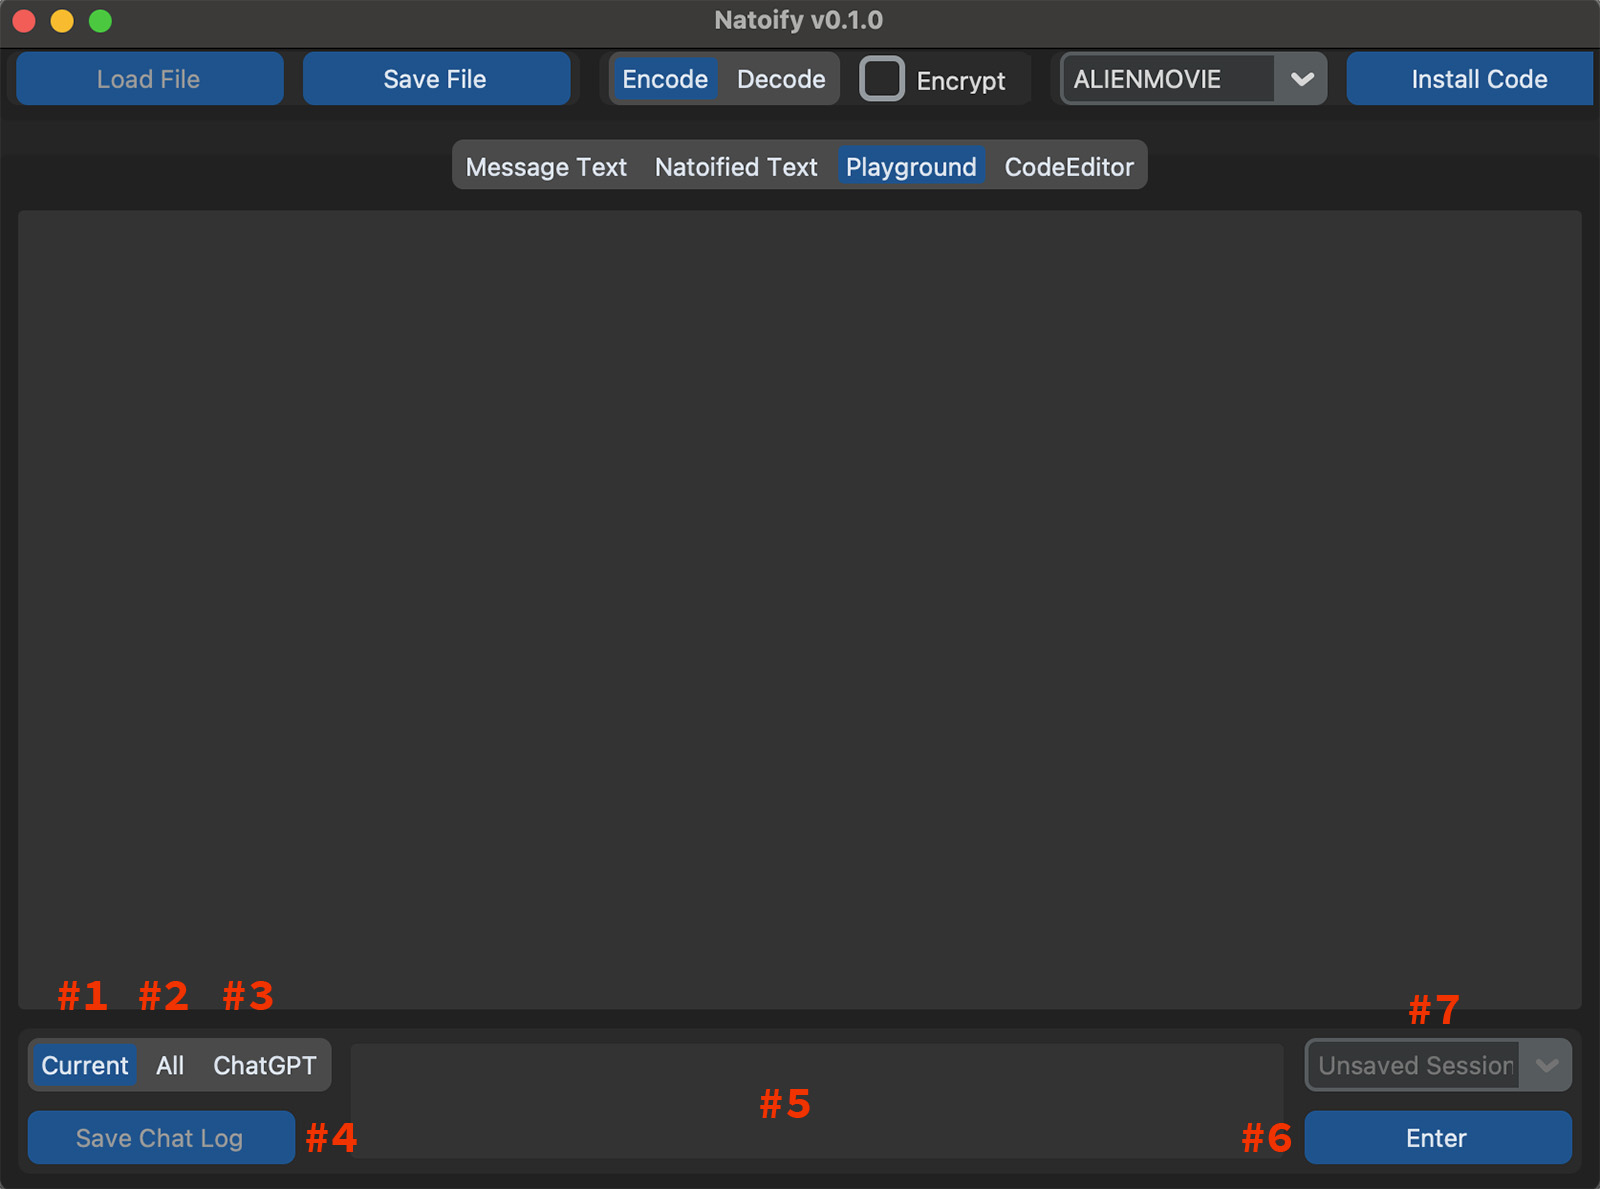 Natoify v0.1.0
Load File Save File Encode Decode Encrypt ALIENMOVIE Install Code
Message Text Natoified Text Playground CodeEditor
#1 #2 #3
#7
Current All ChatGPT Unsaved Session
#5
Save Chat Log #4 #6 Enter